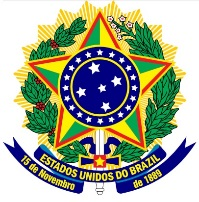 ESTADOS UNIDOS DO BRAZIL
15 de Novembro
de 1889